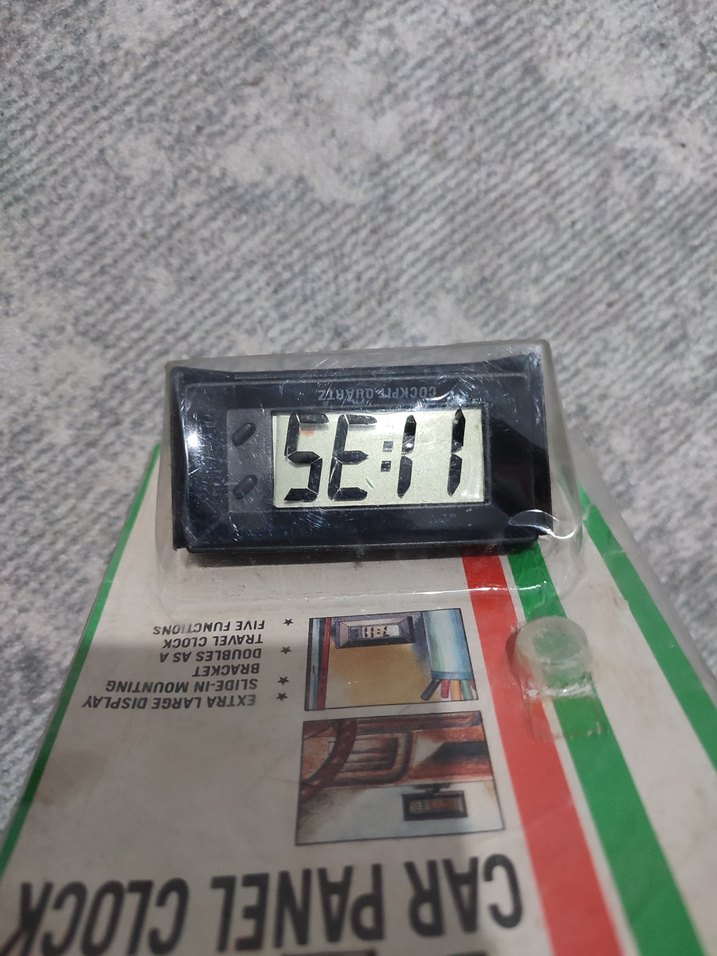 CAR PANEL CLOCK
★ EXTRA LARGE DISPLAY
★ SLIDE-IN MOUNTING
BRACKET
★ DOUBLES AS A
TRAVEL CLOCK
★ FIVE FUNCTIONS
11:35
COCKPIT-QUARTZ